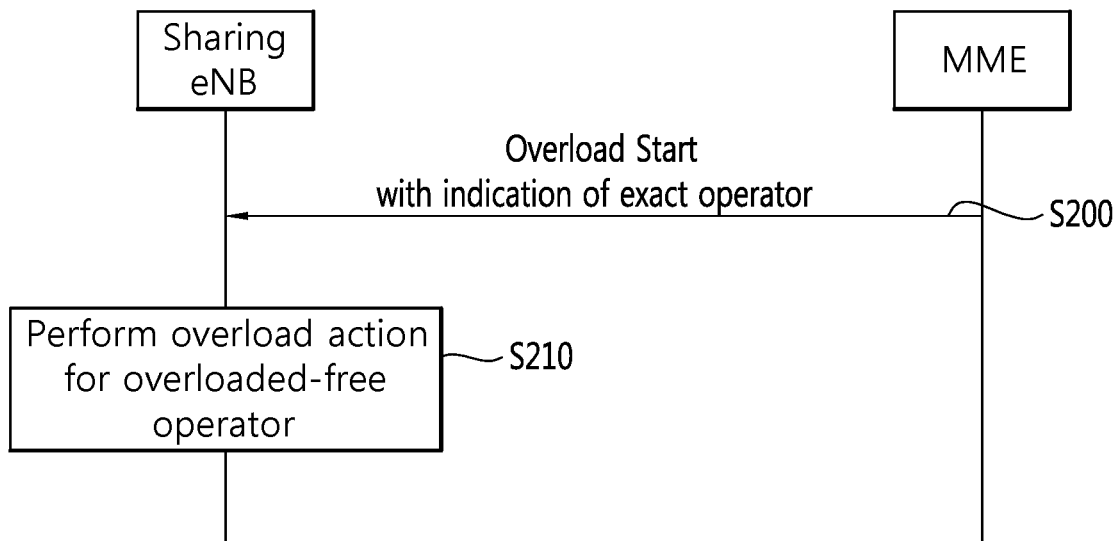 Sharing
eNB
MME
Overload Start
with indication of exact operator
S200
Perform overload action
for overloaded-free
operator
S210